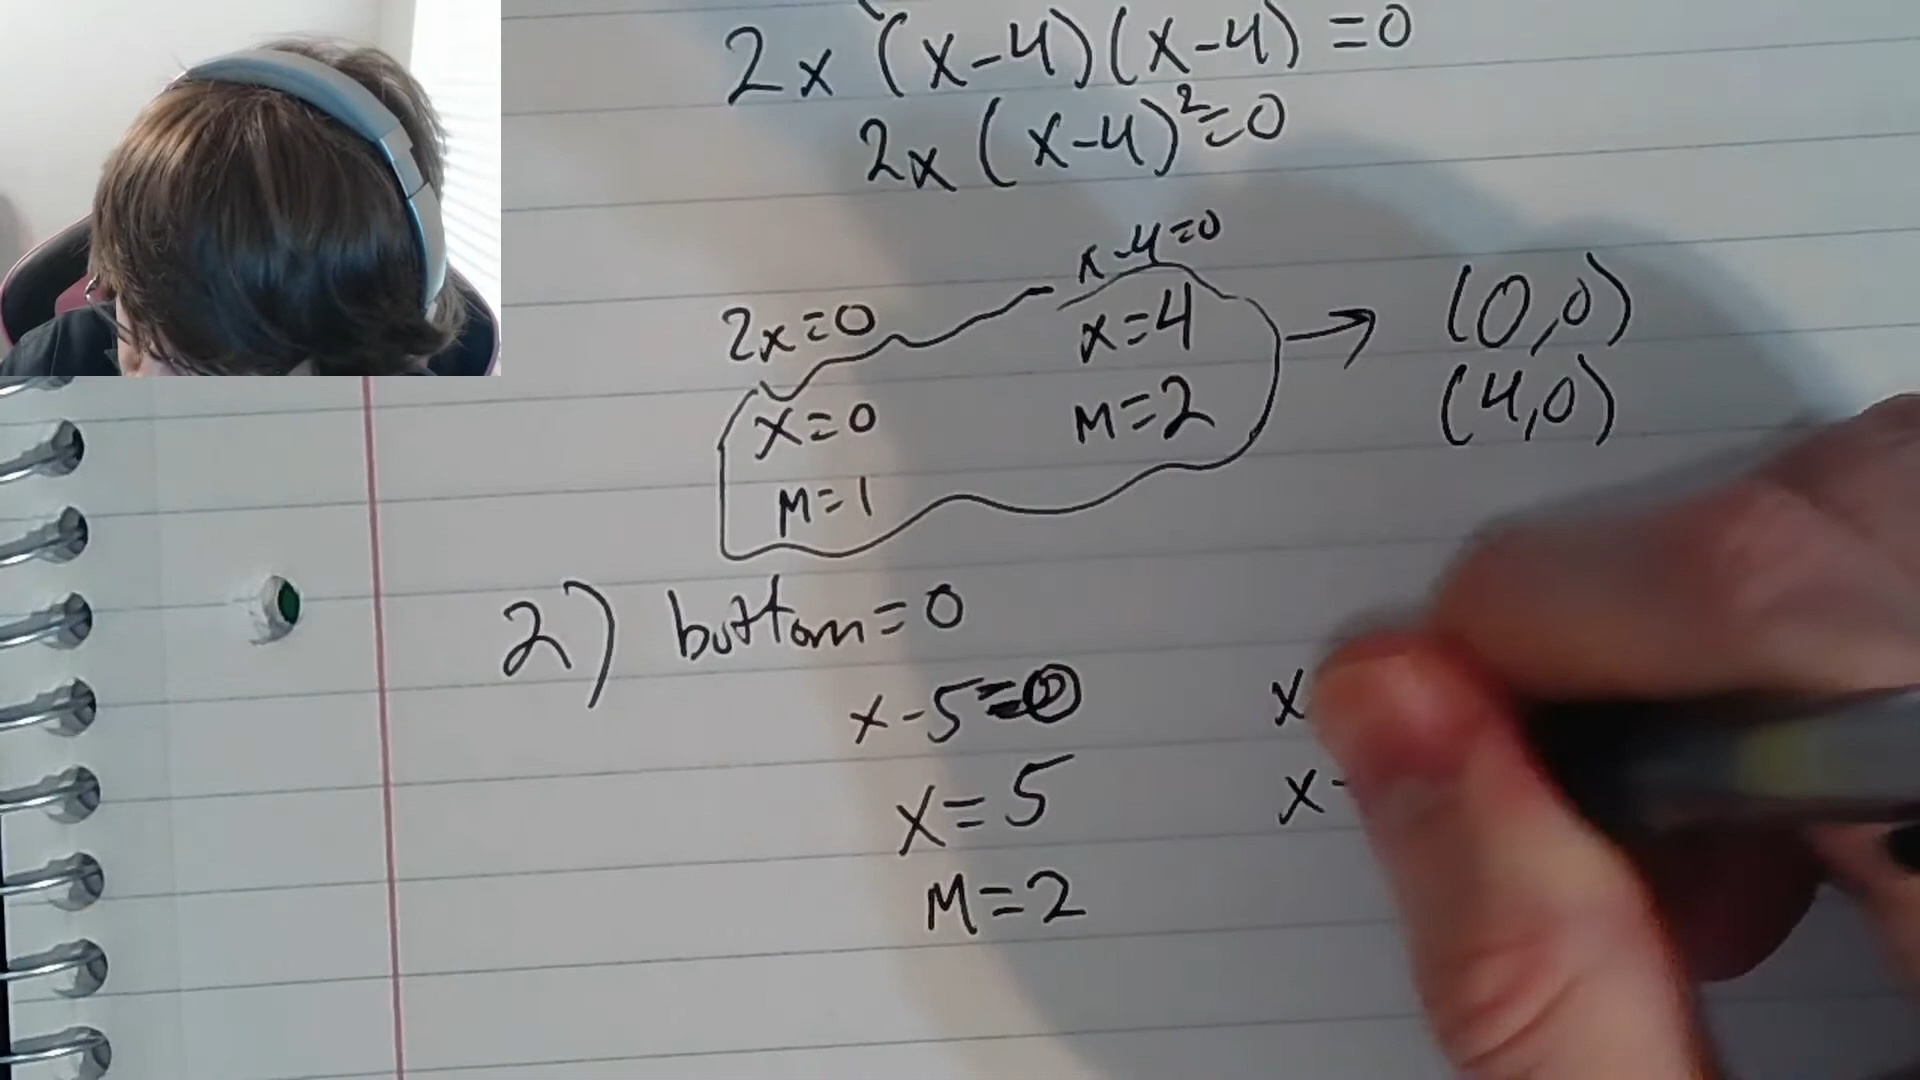 2x (x-4)(x-4) = 0
2x (x-4)² = 0
x-4=0
2x=0
x=4
x=0
M=2
M=1
→ (0,0)
(4,0)
2) bottom = 0
x-5=0
x
x=5
x-
M=2